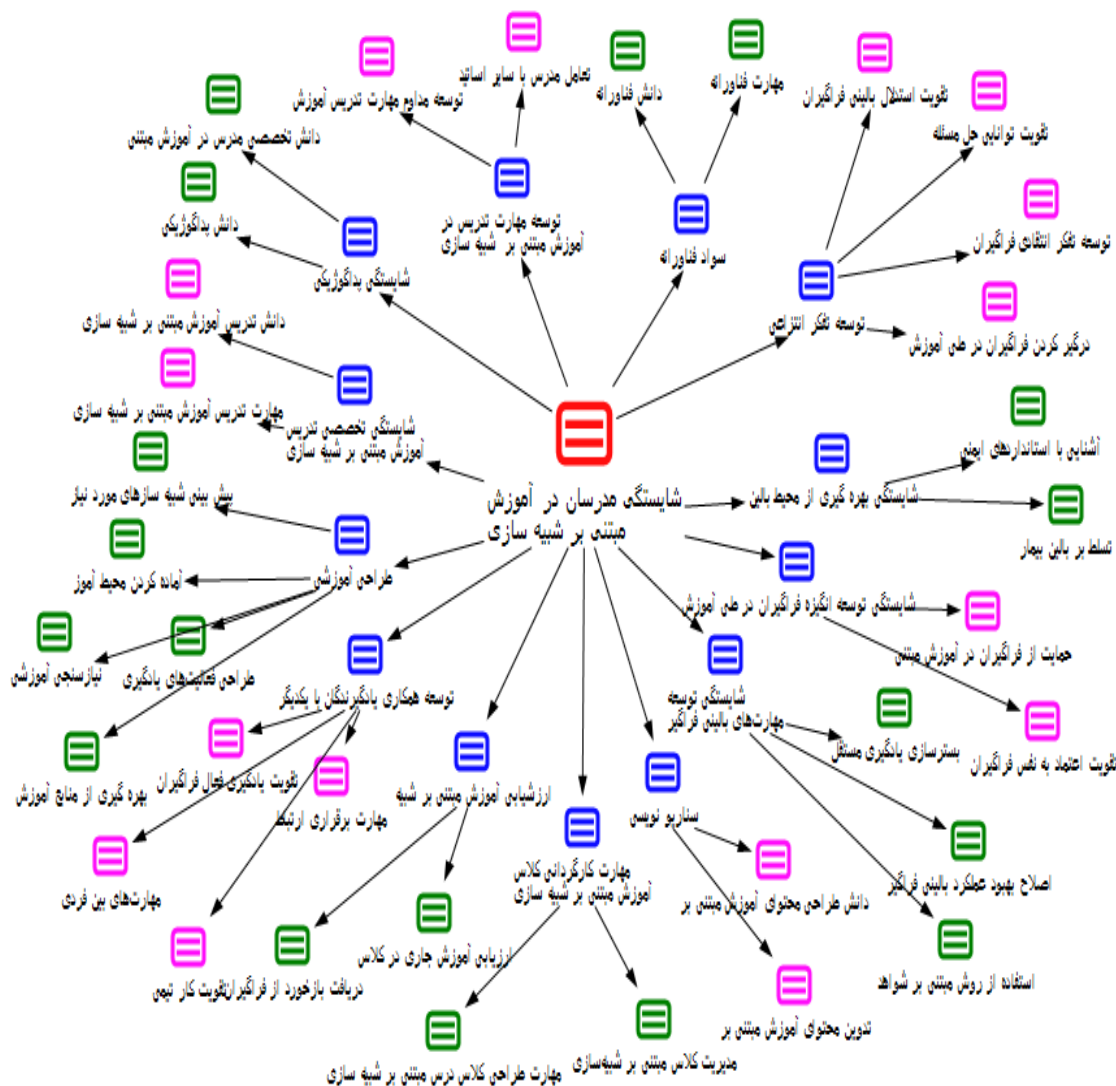 تعامل مدرس با سایر اساتید
مهارت فناورانه
دانش فناورانه
توسعه مداوم مهارت تدریس آموزش
تقویت استدلال بالینی فراگیران
تقویت توانایی حل مسئله
دانش تخصصی مدرس در آموزش مبتنی
توسعه مهارت تدریس در
آموزش مبتنی بر شبیه سازی
سواد فناورانه
دانش پداگوژیکی
شایستگی پداگوژیکی
توسعه تفکر انتقادی فراگیران
توسعه تفکر انتزاعی
درگیر کردن فراگیران در طی آموزش
دانش تدریس آموزش مبتنی بر شبیه سازی
مهارت تدریس آموزش مبتنی بر شبیه سازی
شایستگی تخصصی تدریس
آموزش مبتنی بر شبیه سازی
آشنایی با استانداردهای ایمنی
شایستگی مدرسان در آموزش
مبتنی بر شبیه سازی
شایستگی بهره گیری از محیط بالین
پیش بینی شبیه سازهای مورد نیاز
تسلط بر بالین بیمار
طراحی آموزشی
آماده کردن محیط آموز
شایستگی توسعه انگیزه فراگیران در طی آموزش
حمایت از فراگیران در آموزش مبتنی
نیازسنجی آموزشی
طراحی فعالیت‌های یادگیری
توسعه همکاری یادگیرندگان با یکدیگر
شایستگی توسعه
مهارت‌های بالینی فراگیر
بسترسازی یادگیری مستقل
تقویت اعتماد به نفس فراگیران
بهره گیری از منابع آموزش
تقویت یادگیری فعال فراگیران
مهارت برقراری ارتبط
ارزشیابی آموزش مبتنی بر شبیه
سناریو نویسی
مهارت کارگردانی کلاس
آموزش مبتنی بر شبیه سازی
مهارت‌های بین فردی
دانش طراحی محتوای آموزش مبتنی بر
اصلاح بهبود عملکرد بالینی فراگیر
ارزیابی آموزش جاری در کلاس
دریافت بازخورد از فراگیران
تقویت کار تیمی
استفاده از روش مبتنی بر شواهد
تدوین محتوای آموزش مبتنی بر
مدیریت کلاس مبتنی بر شبیه‌سازی
مهارت طراحی کلاس درس مبتنی بر شبیه سازی